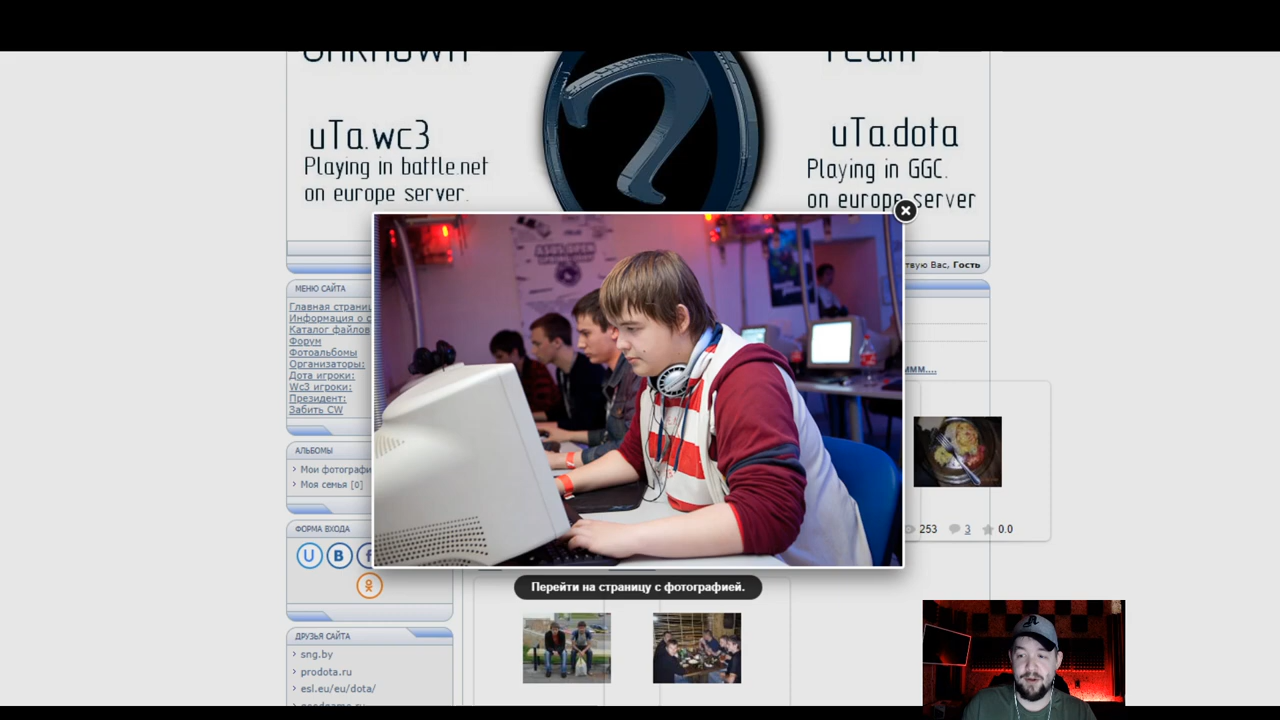 Unknown
Team
uTa.wc3
Playing in battle.net
on europe server.
uTa.dota
Playing in GGC.
on europe server
Вас, Гость
МЕНЮ САЙТА
Главная
Информация о
Каталог файлов
Форум
Фотоальбомы
Организаторы:
Дота игроки:
Wc3 игроки:
Президент:
Забить CW
АЛЬБОМЫ
Мои
Моя семья [0]
ФОРМА ВХОДА
253 3 0.0
Перейти на страницу с фотографией.
ДРУЗЬЯ САЙТА
sng.by
prodota.ru
esl.eu/eu/dota/